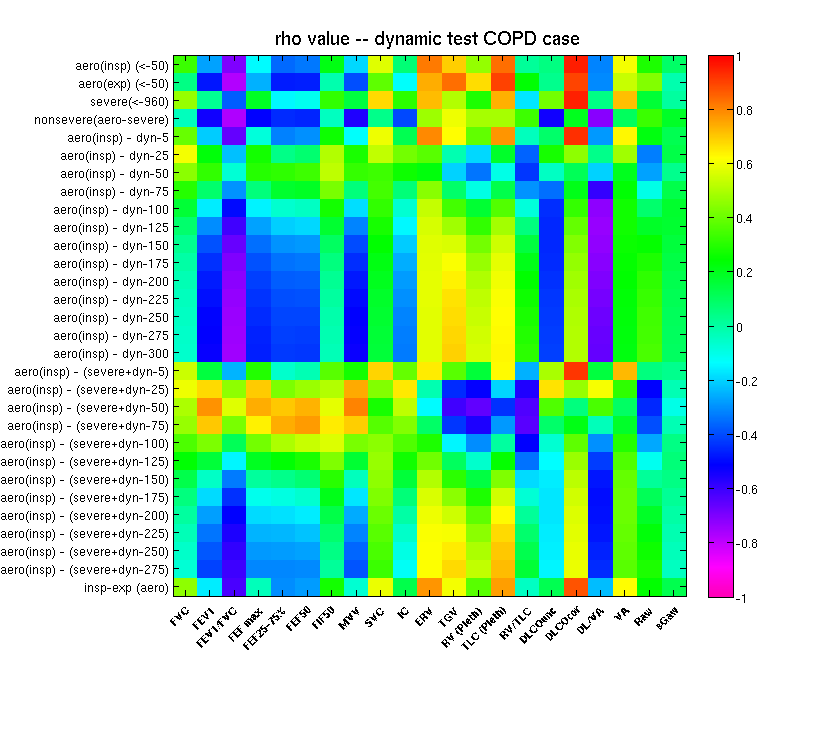 rho value -- dynamic test COPD case
aero(insp) (<-50)
aero(exp) (<-50)
severe(<-960)
nonsevere(aero-severe)
aero(insp) - dyn-5
aero(insp) - dyn-25
aero(insp) - dyn-50
aero(insp) - dyn-75
aero(insp) - dyn-100
aero(insp) - dyn-125
aero(insp) - dyn-150
aero(insp) - dyn-175
aero(insp) - dyn-200
aero(insp) - dyn-225
aero(insp) - dyn-250
aero(insp) - dyn-275
aero(insp) - dyn-300
aero(insp) - (severe+dyn-5)
aero(insp) - (severe+dyn-25)
aero(insp) - (severe+dyn-50)
aero(insp) - (severe+dyn-75)
aero(insp) - (severe+dyn-100)
aero(insp) - (severe+dyn-125)
aero(insp) - (severe+dyn-150)
aero(insp) - (severe+dyn-175)
aero(insp) - (severe+dyn-200)
aero(insp) - (severe+dyn-225)
aero(insp) - (severe+dyn-250)
aero(insp) - (severe+dyn-275)
insp-exp (aero)
FVC
FEV1
FEV1/FVC
FEF max
FEF25-75%
FEF50
FIF50
MVV
SVC
IC
ERV
TGV
RV (Pleth)
TLC (Pleth)
RV/TLC
DLCOunc
DLCOcor
DL/VA
VA
Raw
sGaw
1
0.8
0.6
0.4
0.2
0
-0.2
-0.4
-0.6
-0.8
-1